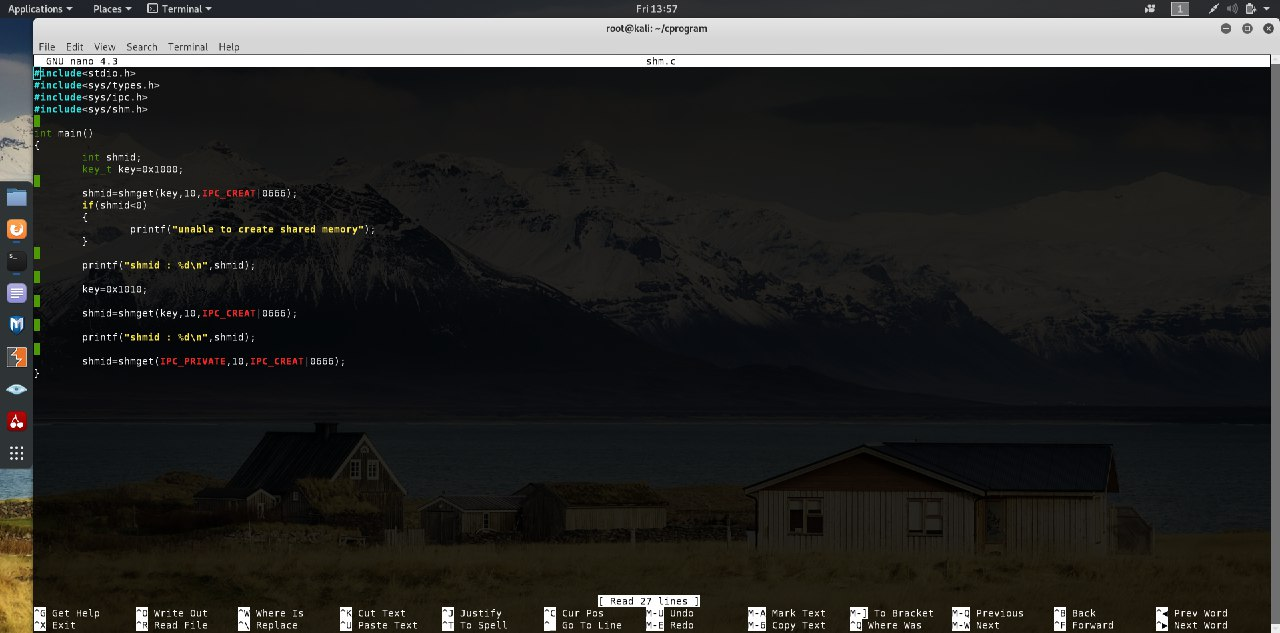 Applications Places Terminal Fri 13:57 1
root@kali: ~/cprogram
File Edit View Search Terminal Help
GNU nano 4.3 shm.c
#include<stdio.h>
#include<sys/types.h>
#include<sys/ipc.h>
#include<sys/shm.h>
int main()
{
int shmid;
key_t key=0x1000;
shmid=shmget(key,10,IPC_CREAT|0666);
if(shmid<0)
{
printf("unable to create shared memory");
}
printf("shmid : %d\n",shmid);
key=0x1010;
shmid=shmget(key,10,IPC_CREAT|0666);
printf("shmid : %d\n",shmid);
shmid=shmget(IPC_PRIVATE,10,IPC_CREAT|0666);
}
[ Read 27 lines ]
^G Get Help ^O Write Out ^W Where Is ^K Cut Text ^J Justify ^C Cur Pos M-U Undo M-A Mark Text M-] To Bracket M-Q Previous ^B Back ^◀ Prev Word
^X Exit ^R Read File ^\ Replace ^U Paste Text ^T To Spell ^_ Go To Line M-E Redo M-6 Copy Text ^Q Where Was M-W Next ^F Forward ^▶ Next Word